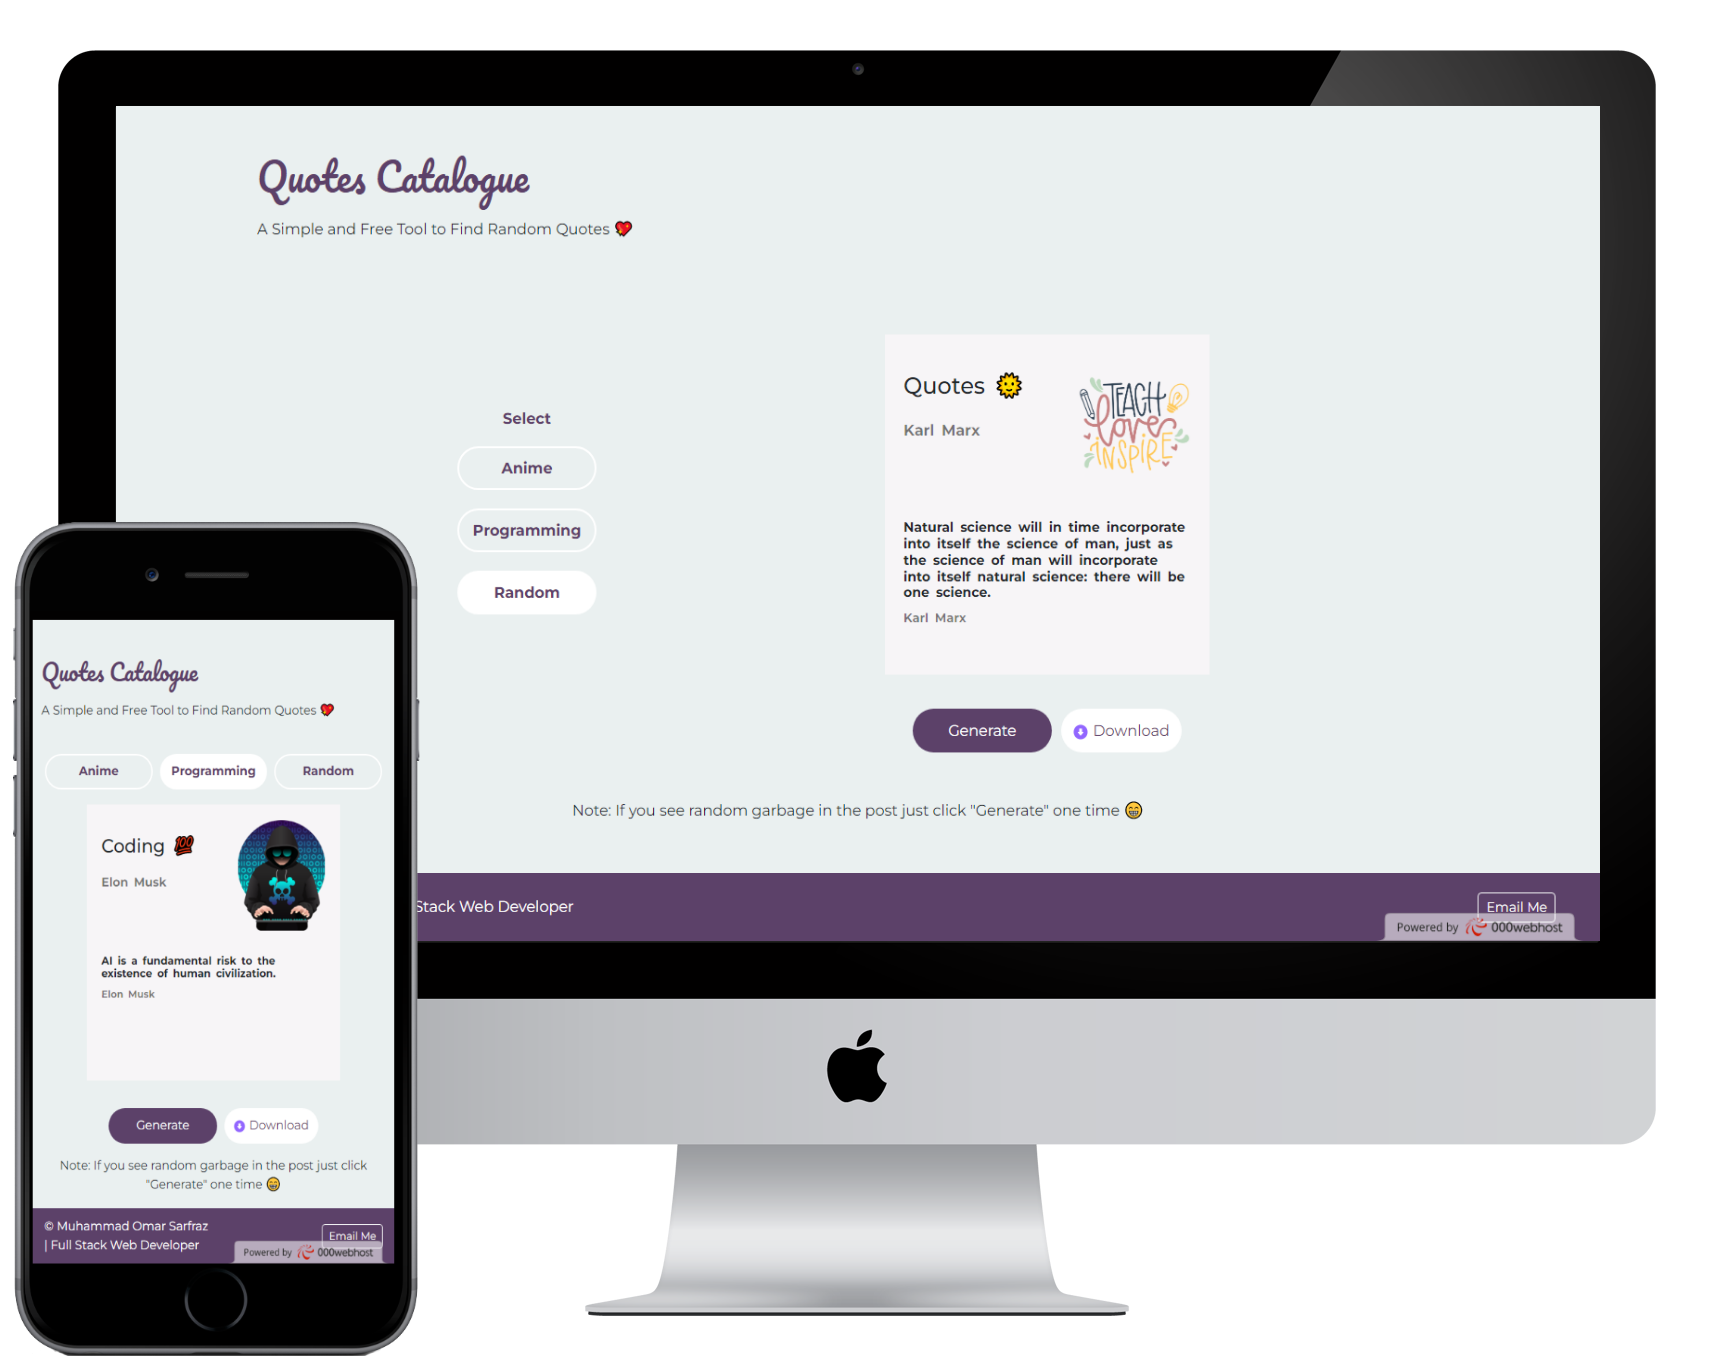 Quotes Catalogue
A Simple and Free Tool to Find Random Quotes
Select
Anime
Programming
Random
Quotes
Karl Marx
TEACH
love
INSPIRE
Natural science will in time incorporate
into itself the science of man, just as
the science of man will incorporate
into itself natural science: there will be
one science.
Karl Marx
Generate
Download
Note: If you see random garbage in the post just click "Generate" one time
Stack Web Developer
Email Me
Powered by 000webhost
Quotes Catalogue
A Simple and Free Tool to Find Random Quotes
Anime
Programming
Random
Coding 💯
Elon Musk
AI is a fundamental risk to the
existence of human civilization.
Elon Musk
Generate
Download
Note: If you see random garbage in the post just click
"Generate" one time
© Muhammad Omar Sarfraz
| Full Stack Web Developer
Email Me
Powered by 000webhost